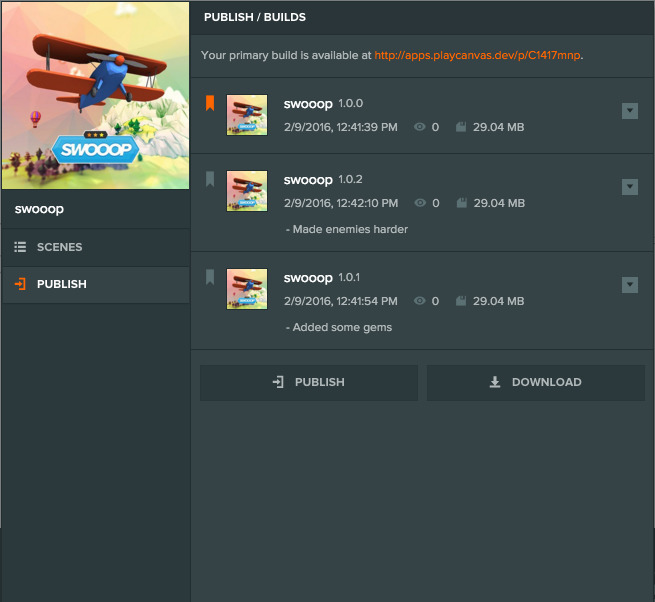 SWOOOP
swooop
SCENES
PUBLISH
PUBLISH / BUILDS
Your primary build is available at http://apps.playcanvas.dev/p/C1417mnp.
SWOOOP
swooop 1.0.0
2/9/2016, 12:41:39 PM 0 29.04 MB
SWOOOP
swooop 1.0.2
2/9/2016, 12:42:10 PM 0 29.04 MB
- Made enemies harder
SWOOOP
swooop 1.0.1
2/9/2016, 12:41:54 PM 0 29.04 MB
- Added some gems
PUBLISH
DOWNLOAD